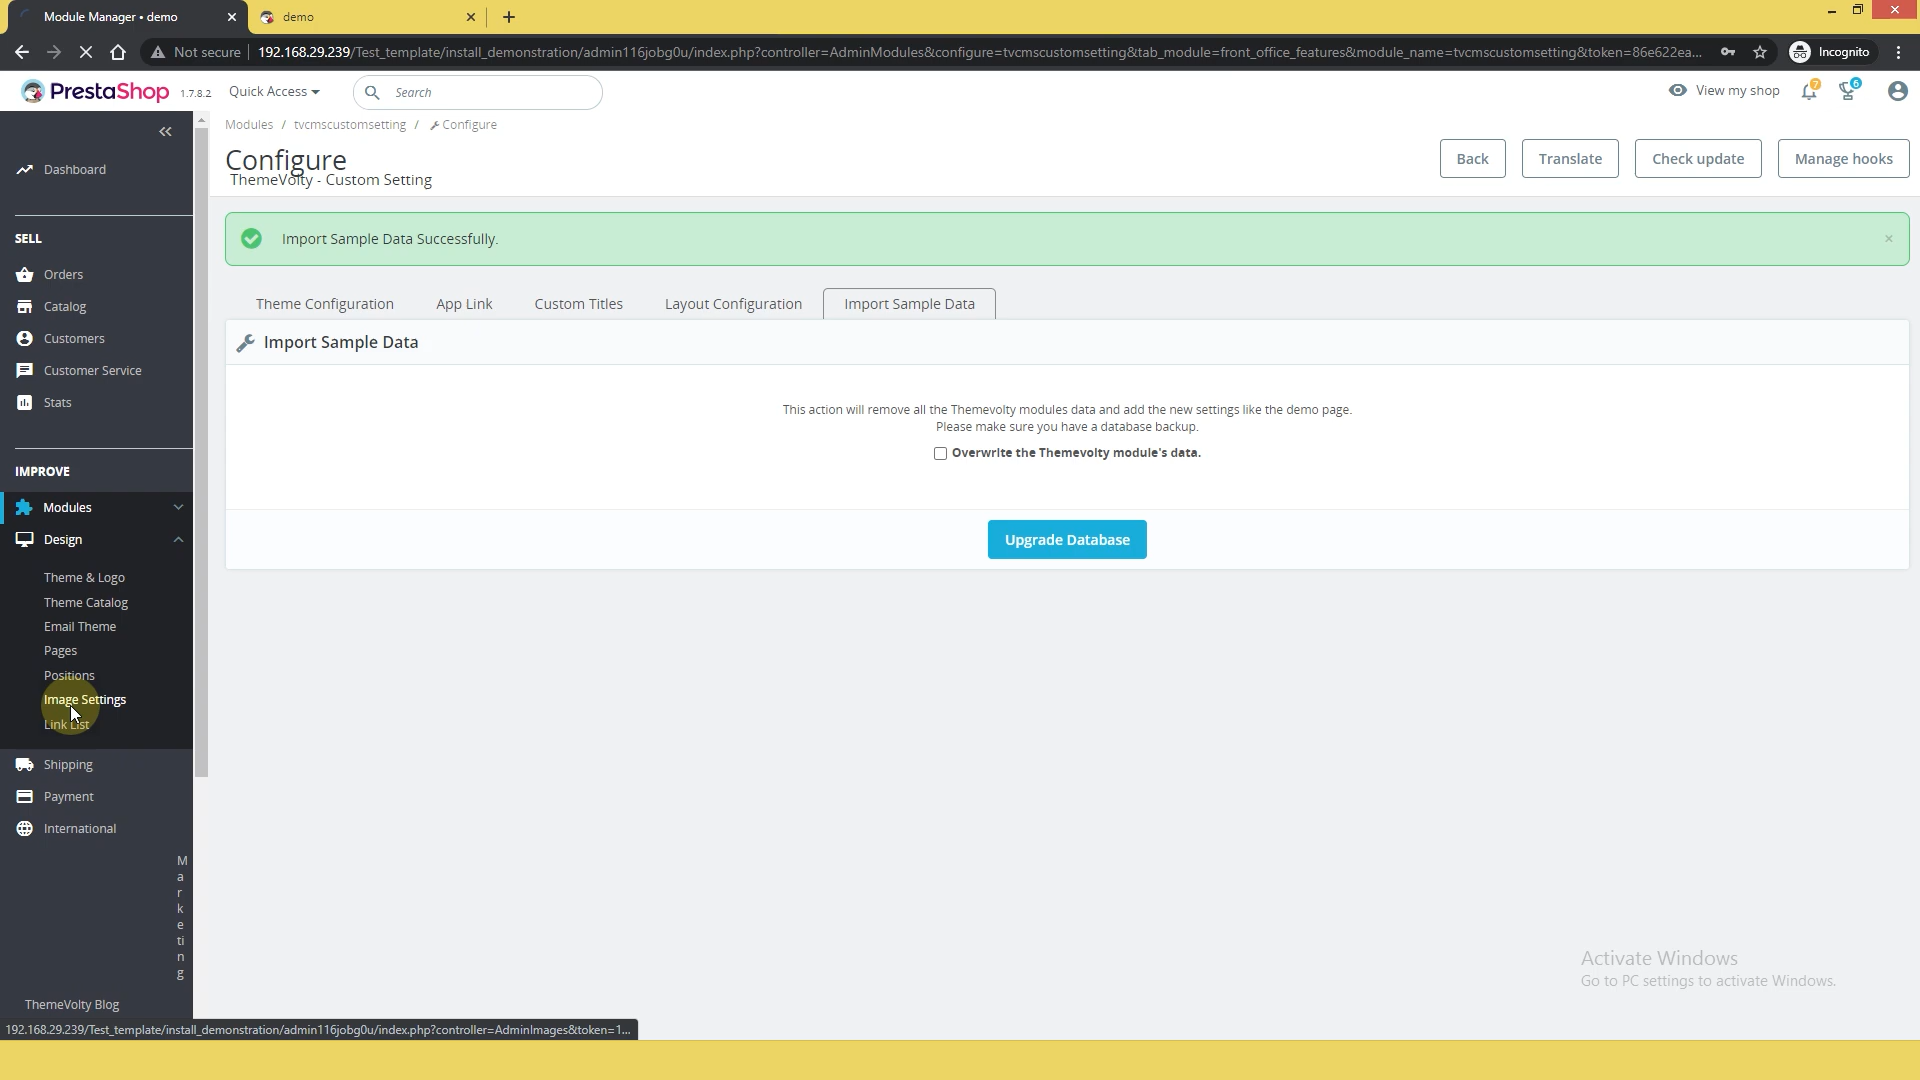 Module Manager • demo
demo
Not secure
192.168.29.239/Test_template/install_demonstration/admin116jobg0u/index.php?controller=AdminModules&configure=tvcmscustomsetting&tab_module=front_office_features&module_name=tvcmscustomsetting&token=86e622ea...
Incognito
PrestaShop
1.7.8.2
Quick Access
Search
View my shop
7
6
Modules / tvcmscustomsetting / Configure
Configure
ThemeVolty - Custom Setting
Back
Translate
Check update
Manage hooks
Dashboard
SELL
Orders
Catalog
Customers
Customer Service
Stats
IMPROVE
Modules
Design
Theme & Logo
Theme Catalog
Email Theme
Pages
Positions
Image Settings
Link List
Shipping
Payment
International
Marketing
ThemeVolty Blog
Import Sample Data Successfully.
Theme Configuration
App Link
Custom Titles
Layout Configuration
Import Sample Data
Import Sample Data
This action will remove all the Themevolty modules data and add the new settings like the demo page.
Please make sure you have a database backup.
Overwrite the Themevolty module's data.
Upgrade Database
Activate Windows
Go to PC settings to activate Windows.
192.168.29.239/Test_template/install_demonstration/admin116jobg0u/index.php?controller=AdminImages&token=1...